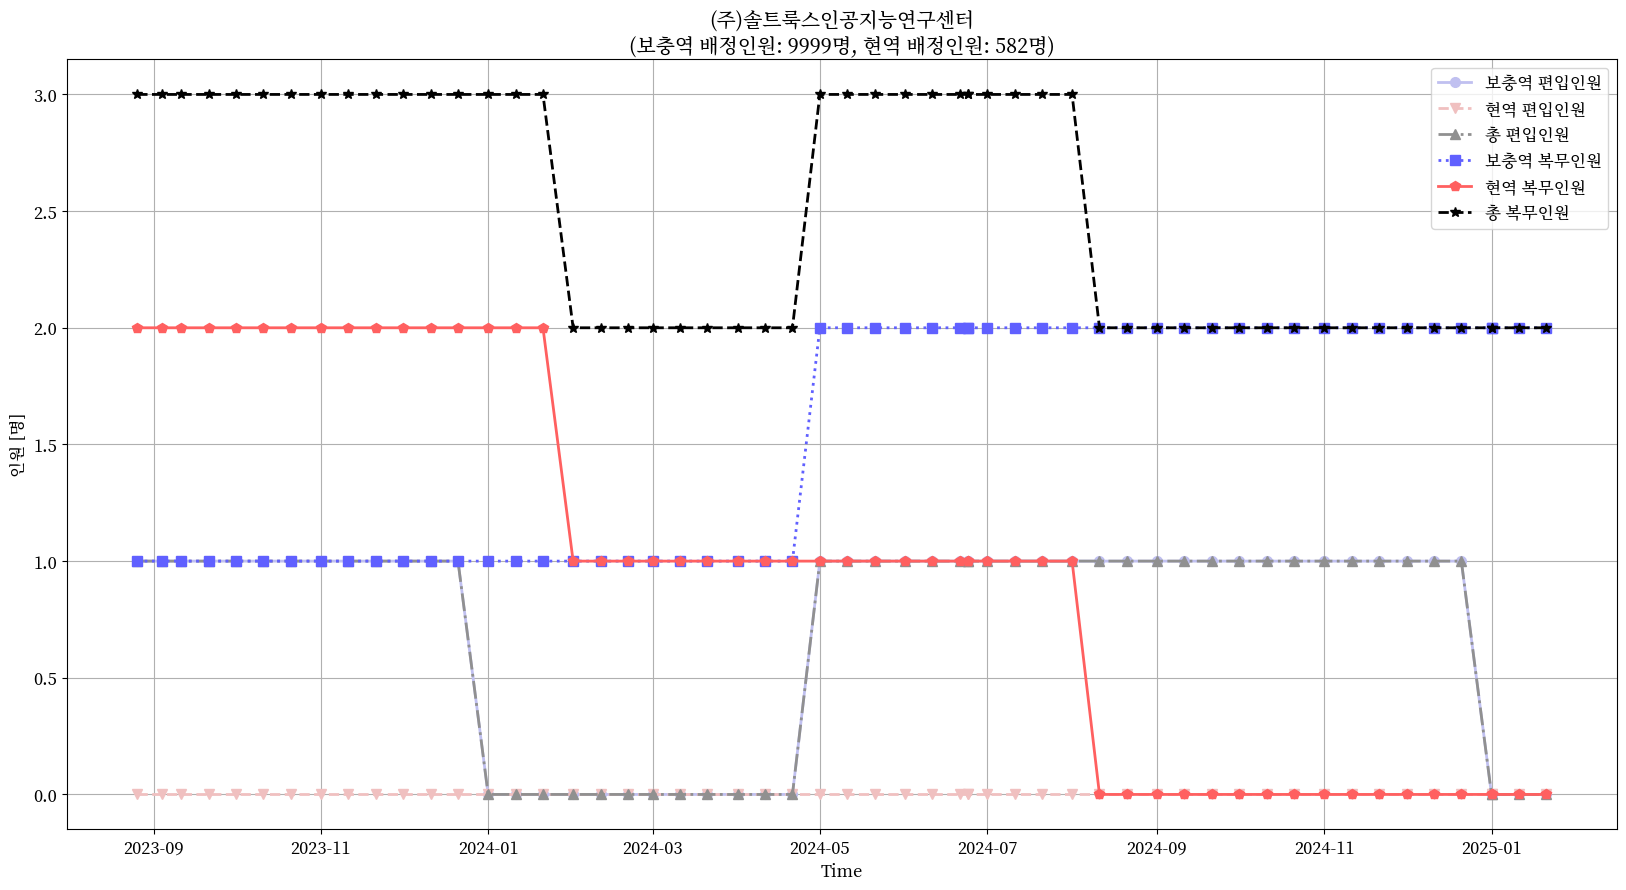 (주)솔트룩스인공지능연구센터
(보충역 배정인원: 9999명, 현역 배정인원: 582명)
보충역 편입인원
현역 편입인원
총 편입인원
보충역 복무인원
현역 복무인원
총 복무인원
인원 [명]
3.0
2.5
2.0
1.5
1.0
0.5
0.0
2023-09 2023-11 2024-01 2024-03 2024-05 2024-07 2024-09 2024-11 2025-01
Time